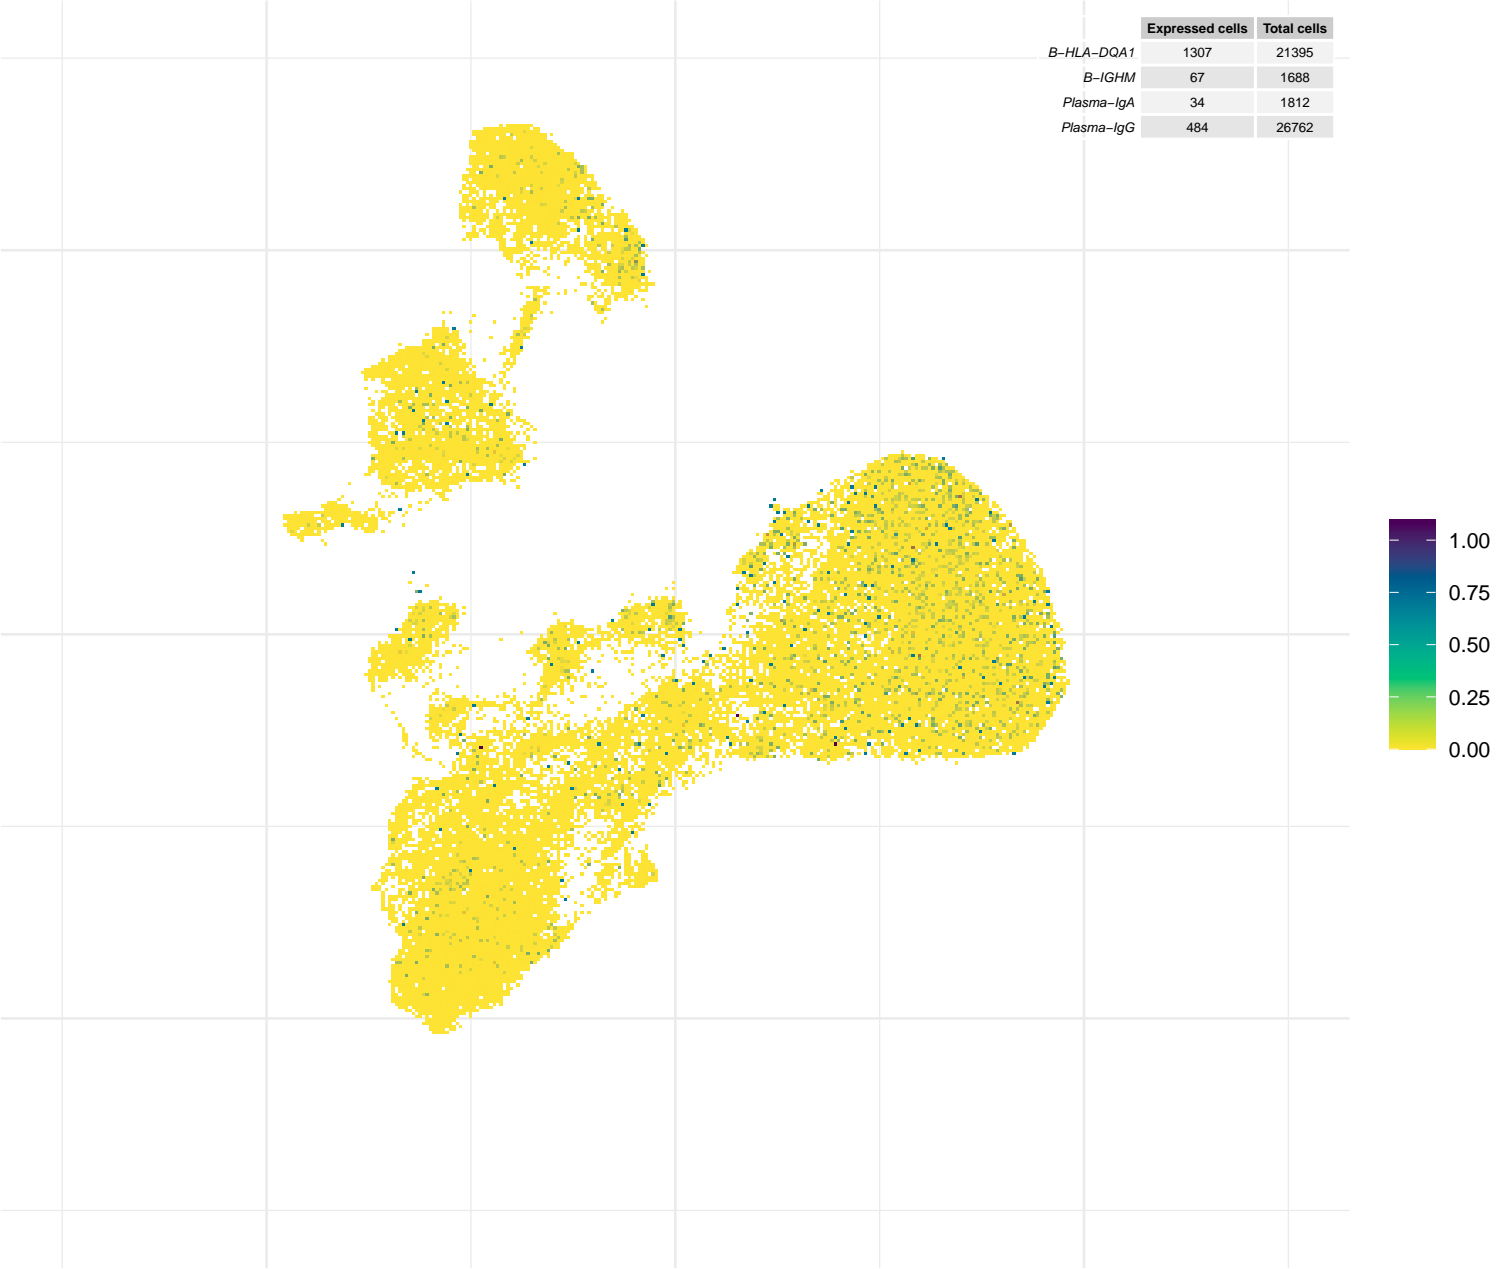 Expressed cells Total cells
B−HLA−DQA1 1307 21395
B−IGHM 67 1688
Plasma−IgA 34 1812
Plasma−IgG 484 26762
1.00
0.75
0.50
0.25
0.00